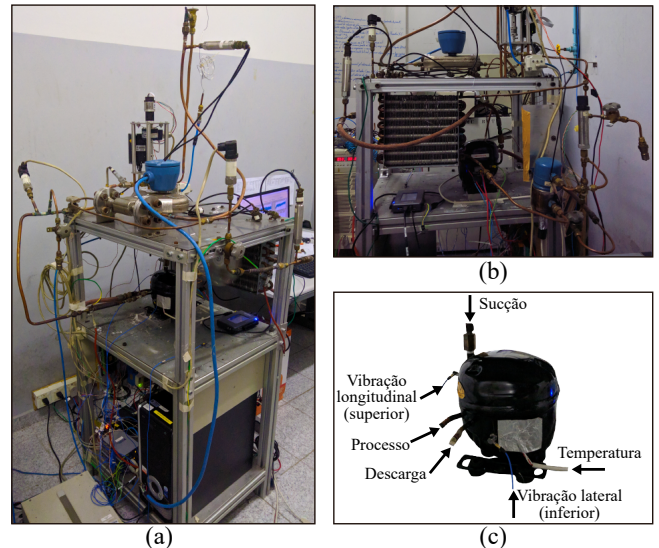 (a)
(b)
Sucção
Vibração
longitudinal
(superior)
Processo
Descarga
Temperatura
Vibração lateral
(inferior)
(c)